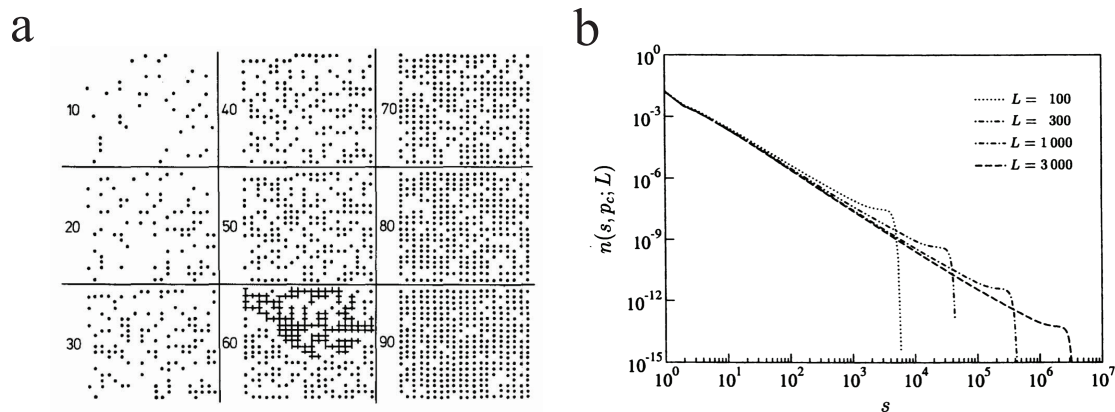 a
10
40
70
20
50
80
30
60
90
b
10^0
10^-3
10^-6
10^-9
10^-12
10^-15
n(s, p_c; L)
L = 100
L = 300
L = 1 000
L = 3 000
10^0 10^1 10^2 10^3 10^4 10^5 10^6 10^7
s